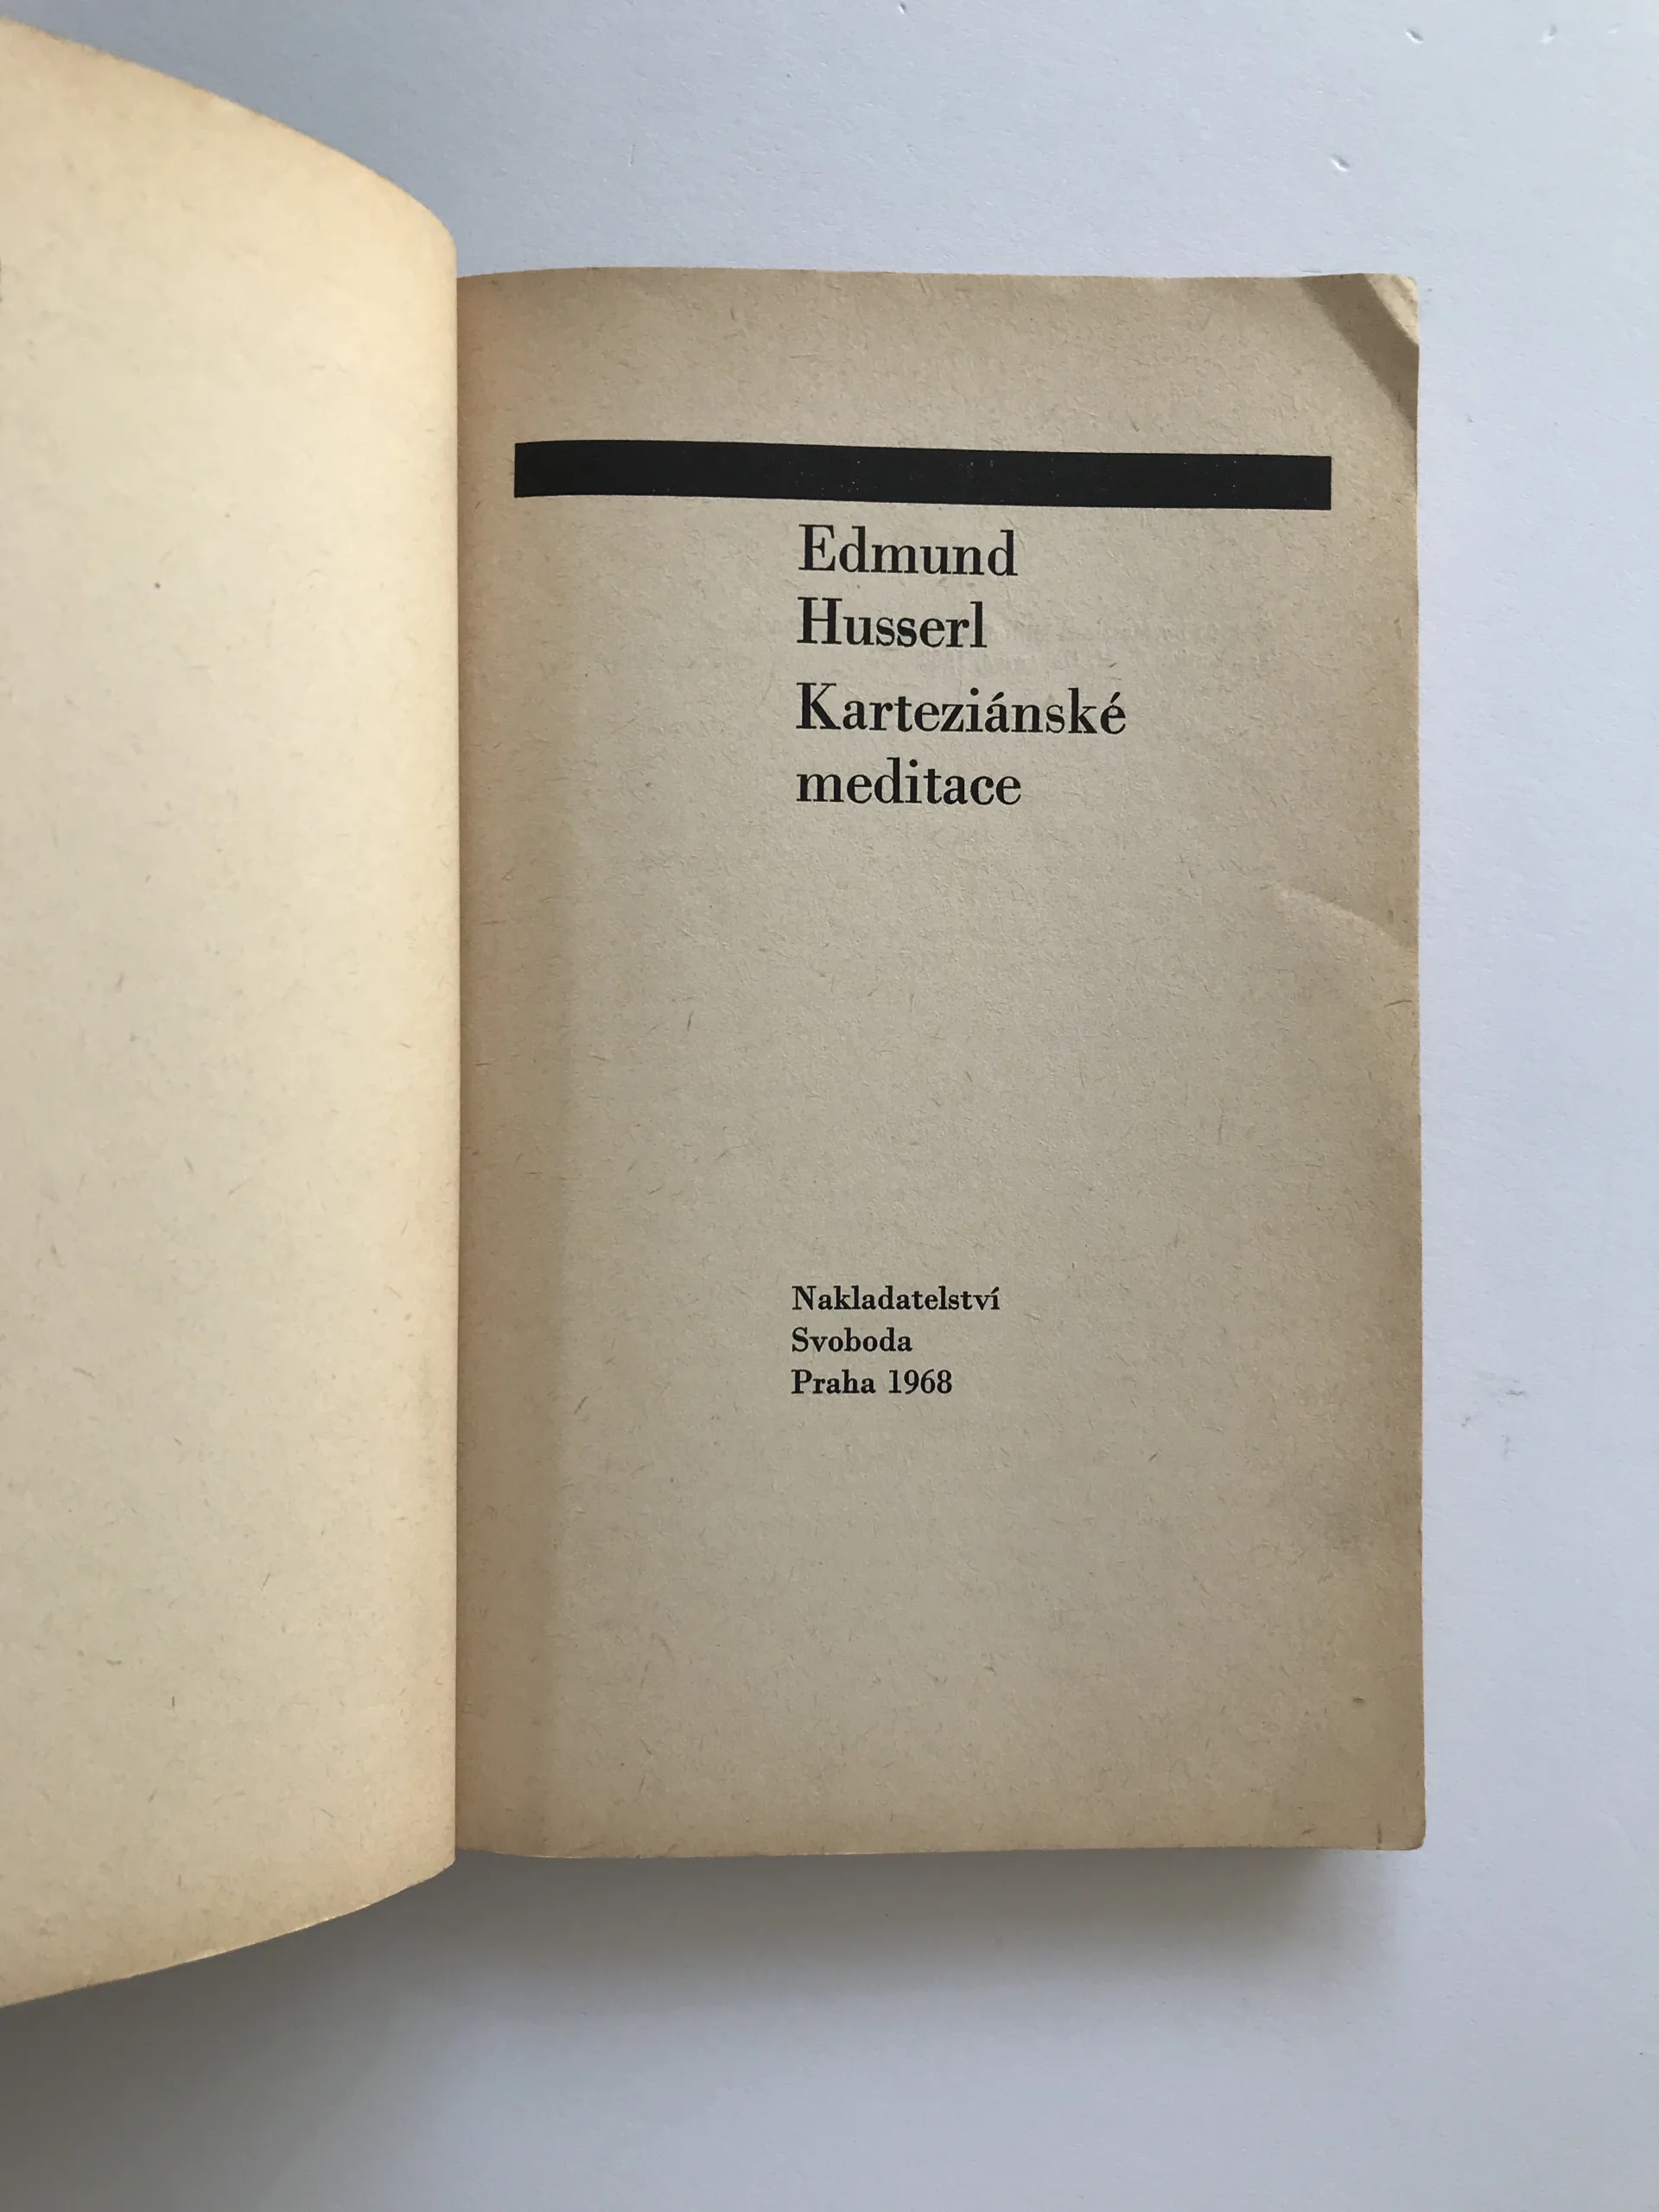 Edmund
Husserl
Karteziánské
meditace
Nakladatelství
Svoboda
Praha 1968